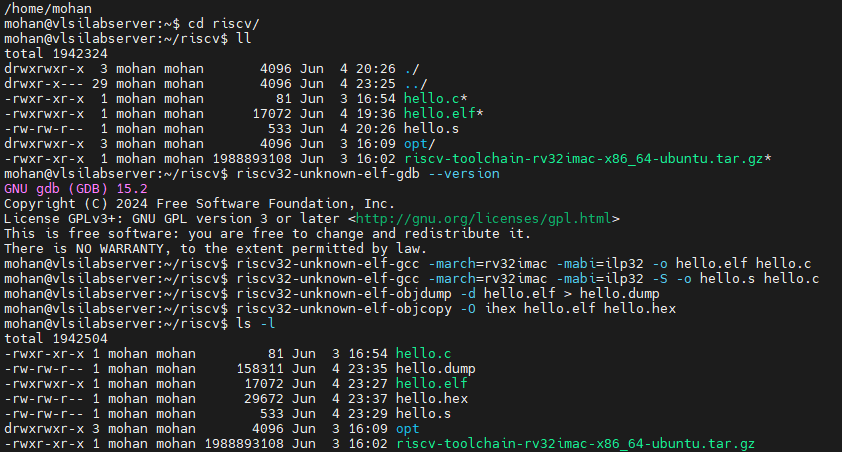 /home/mohan
mohan@vlsilabserver:~$ cd riscv/
mohan@vlsilabserver:~/riscv$ ll
total 1942324
drwxrwxr-x  3 mohan mohan       4096 Jun  4 20:26 ./
drwxr-x--- 29 mohan mohan       4096 Jun  4 23:25 ../
-rwxr-xr-x  1 mohan mohan         81 Jun  3 16:54 hello.c*
-rwxrwxr-x  1 mohan mohan      17072 Jun  4 19:36 hello.elf*
-rw-rw-r--  1 mohan mohan        533 Jun  4 20:26 hello.s
drwxrwxr-x  3 mohan mohan       4096 Jun  3 16:09 opt/
-rwxr-xr-x  1 mohan mohan 1988893108 Jun  3 16:02 riscv-toolchain-rv32imac-x86_64-ubuntu.tar.gz*
mohan@vlsilabserver:~/riscv$ riscv32-unknown-elf-gdb --version
GNU gdb (GDB) 15.2
Copyright (C) 2024 Free Software Foundation, Inc.
License GPLv3+: GNU GPL version 3 or later <http://gnu.org/licenses/gpl.html>
This is free software: you are free to change and redistribute it.
There is NO WARRANTY, to the extent permitted by law.
mohan@vlsilabserver:~/riscv$ riscv32-unknown-elf-gcc -march=rv32imac -mabi=ilp32 -o hello.elf hello.c
mohan@vlsilabserver:~/riscv$ riscv32-unknown-elf-gcc -march=rv32imac -mabi=ilp32 -S -o hello.s hello.c
mohan@vlsilabserver:~/riscv$ riscv32-unknown-elf-objdump -d hello.elf > hello.dump
mohan@vlsilabserver:~/riscv$ riscv32-unknown-elf-objcopy -O ihex hello.elf hello.hex
mohan@vlsilabserver:~/riscv$ ls -l
total 1942504
-rwxr-xr-x 1 mohan mohan         81 Jun  3 16:54 hello.c
-rw-rw-r-- 1 mohan mohan     158311 Jun  4 23:35 hello.dump
-rwxrwxr-x 1 mohan mohan      17072 Jun  4 23:27 hello.elf
-rw-rw-r-- 1 mohan mohan      29672 Jun  4 23:37 hello.hex
-rw-rw-r-- 1 mohan mohan        533 Jun  4 23:29 hello.s
drwxrwxr-x 3 mohan mohan       4096 Jun  3 16:09 opt
-rwxr-xr-x 1 mohan mohan 1988893108 Jun  3 16:02 riscv-toolchain-rv32imac-x86_64-ubuntu.tar.gz